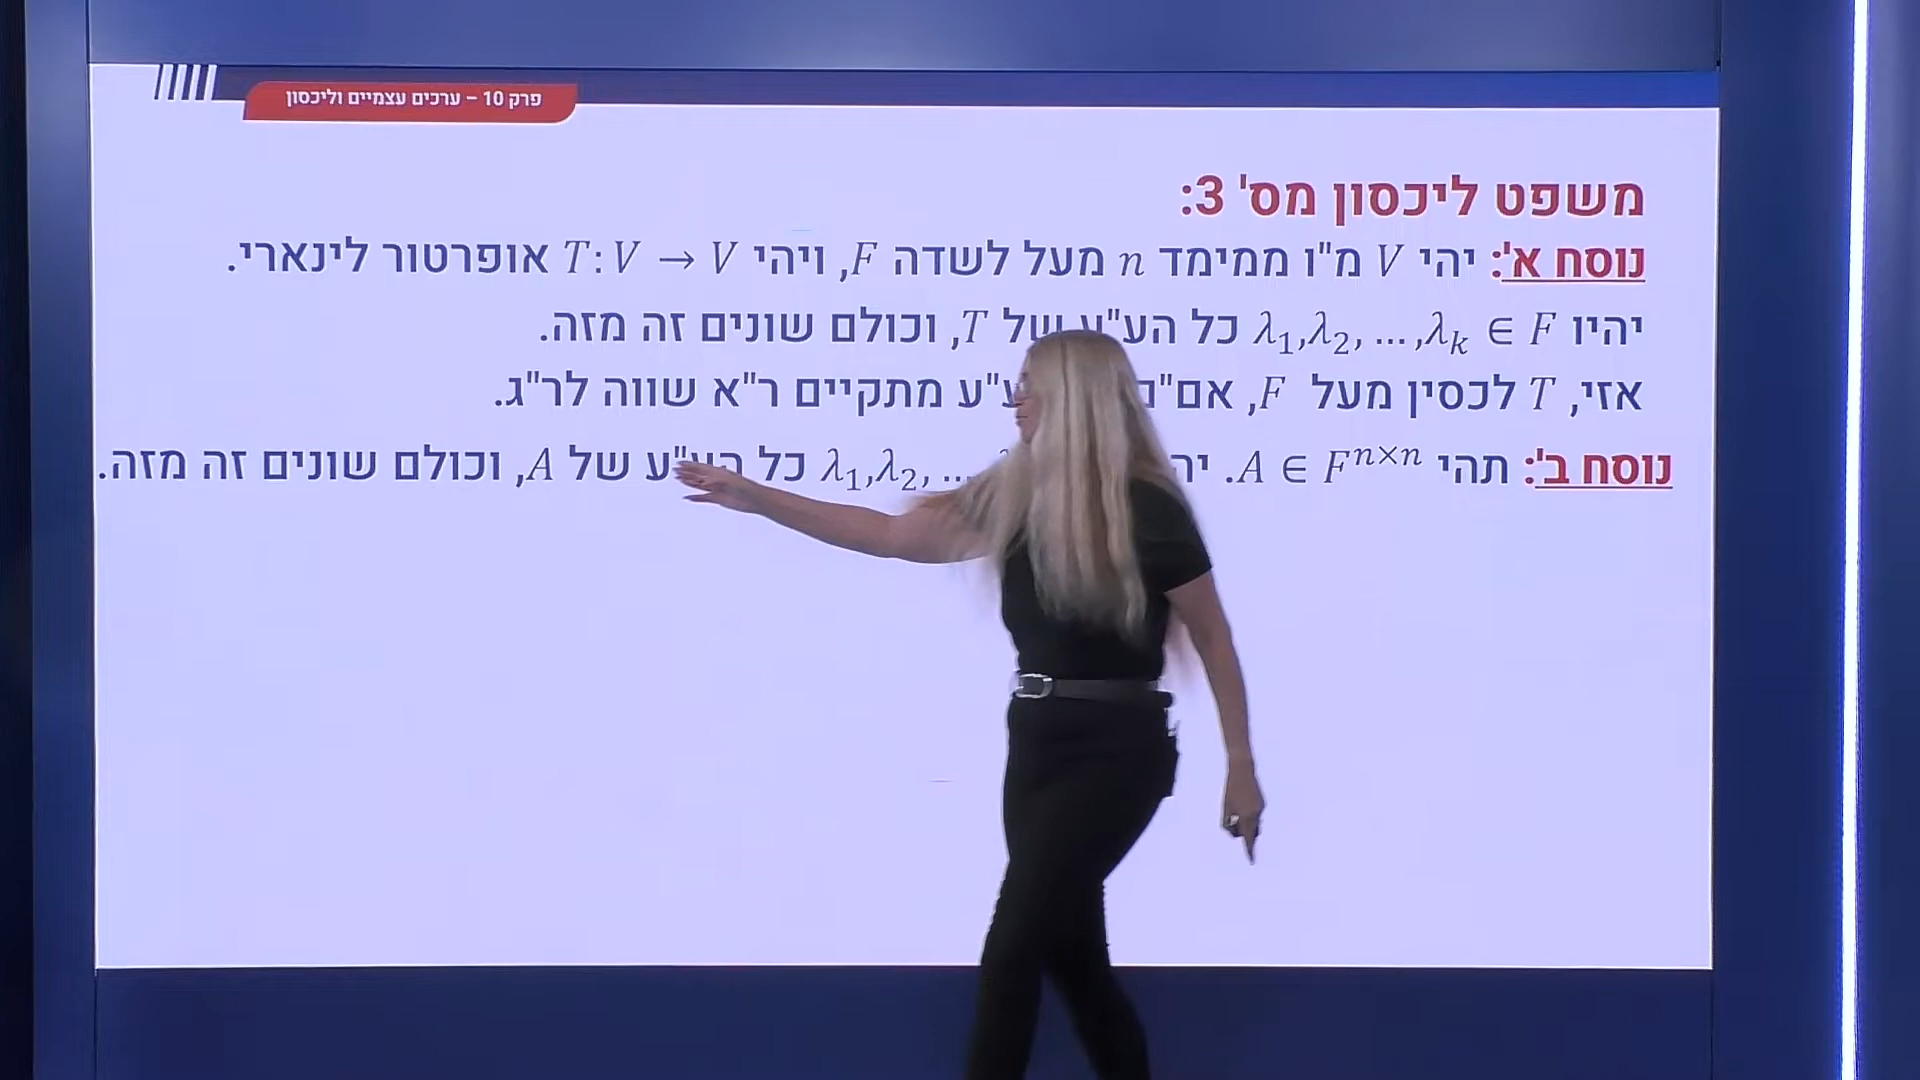 פרק 10 – ערכים עצמיים וליכסון
משפט ליכסון מס' 3:
נוסח א': יהי V מ"ו ממימד n מעל לשדה F, ויהי T: V → V אופרטור לינארי.
יהיו λ₁,λ₂, … ,λₖ ∈ F כל הע"ע של T, וכולם שונים זה מזה.
אזי, T לכסין מעל F, אם"ם ע"ע מתקיים ר"א שווה לר"ג.
נוסח ב': תהי A ∈ Fⁿˣⁿ. λ₁,λ₂, … כל הע"ע של A, וכולם שונים זה מזה.